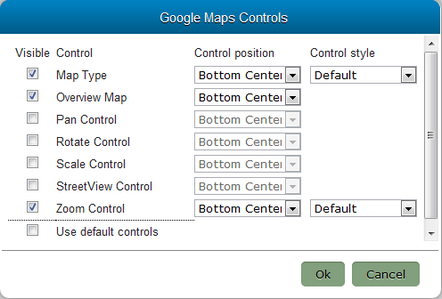 Google Maps Controls
Visible Control Control position Control style
Map Type Bottom Center Default
Overview Map Bottom Center
Pan Control Bottom Center
Rotate Control Bottom Center
Scale Control Bottom Center
StreetView Control Bottom Center
Zoom Control Bottom Center Default
Use default controls
Ok Cancel